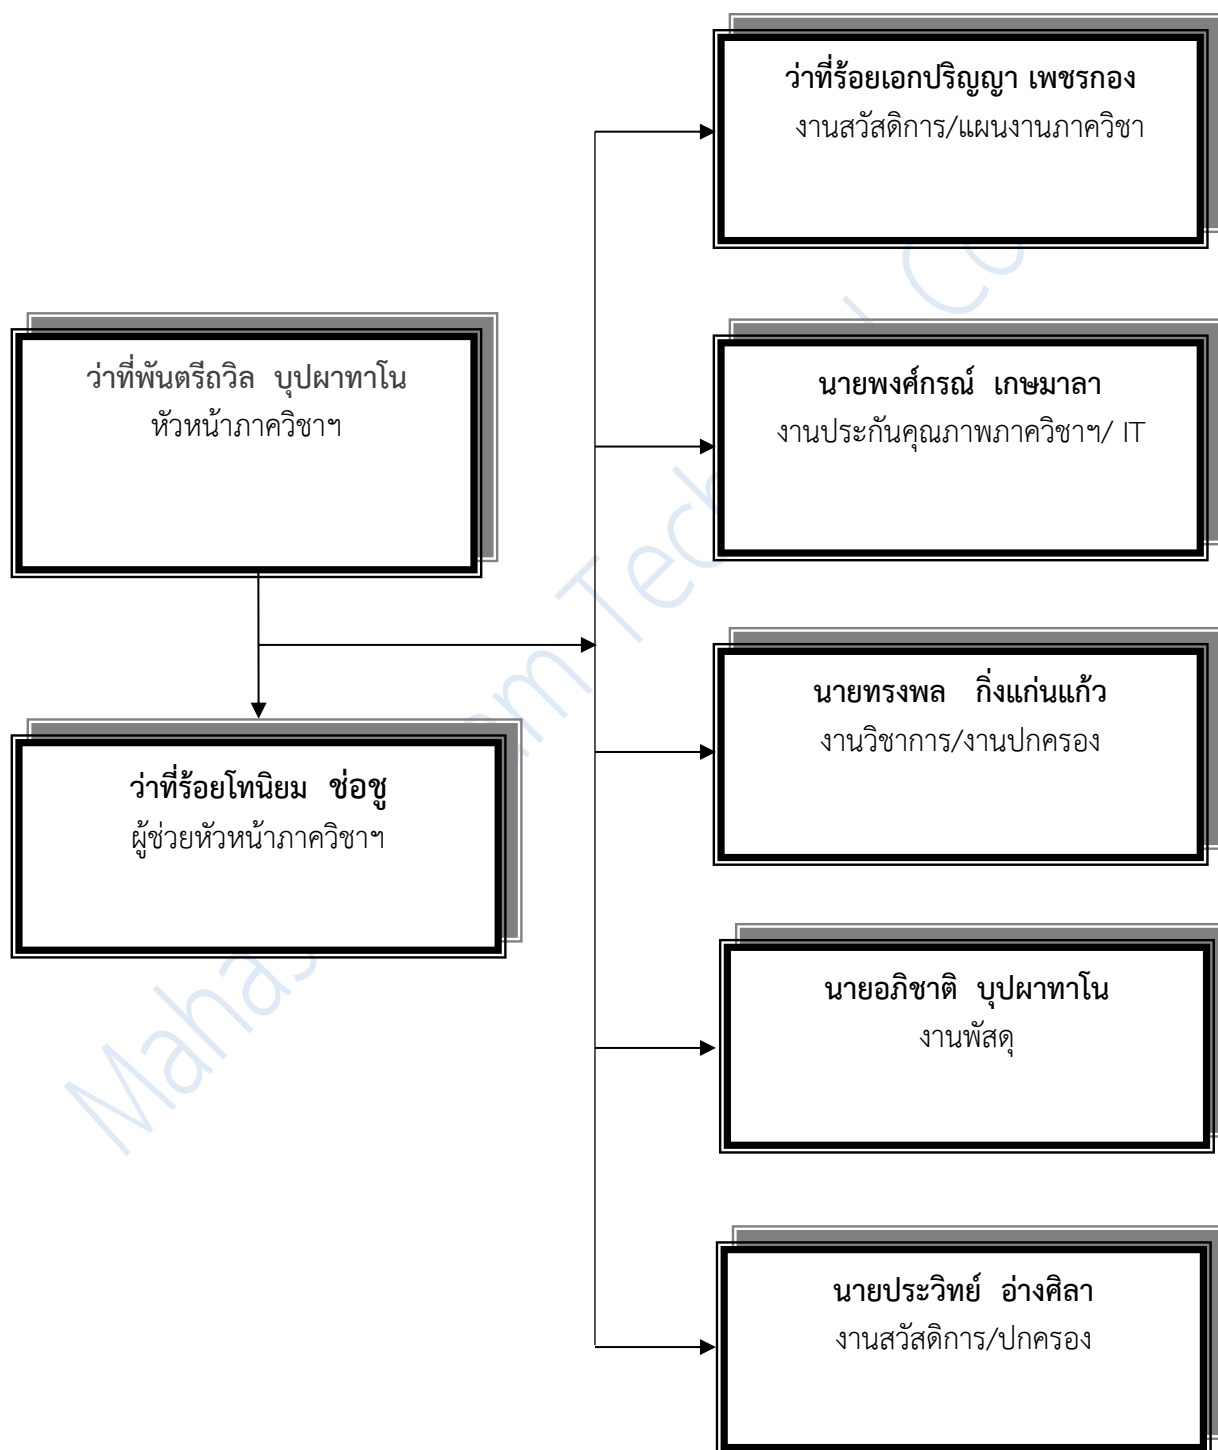 ว่าที่ร้อยเอกปริญญา เพชรกอง
งานสวัสดิการ/แผนงานภาควิชา
ว่าที่พันตรีถวิล บุปผาทาโน
หัวหน้าภาควิชาฯ
นายพงศ์กรณ์ เกษมาลา
งานประกันคุณภาพภาควิชาฯ/ IT
นายทรงพล กิ่งแก่นแก้ว
งานวิชาการ/งานปกครอง
ว่าที่ร้อยโทนิยม ช่อชู
ผู้ช่วยหัวหน้าภาควิชาฯ
นายอภิชาติ บุปผาทาโน
งานพัสดุ
นายประวิทย์ อ่างศิลา
งานสวัสดิการ/ปกครอง